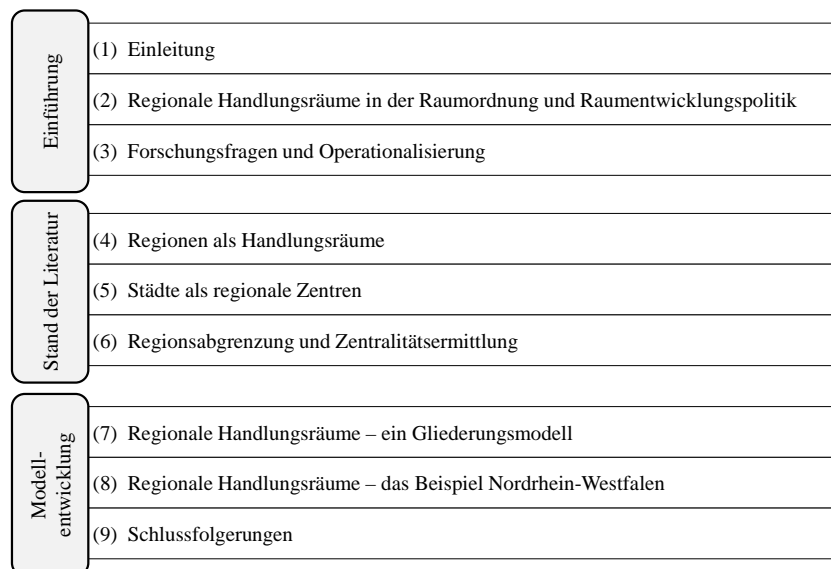 Einführung
(1) Einleitung
(2) Regionale Handlungsräume in der Raumordnung und Raumentwicklungspolitik
(3) Forschungsfragen und Operationalisierung
Stand der Literatur
(4) Regionen als Handlungsräume
(5) Städte als regionale Zentren
(6) Regionsabgrenzung und Zentralitätsermittlung
Modell-
entwicklung
(7) Regionale Handlungsräume – ein Gliederungsmodell
(8) Regionale Handlungsräume – das Beispiel Nordrhein-Westfalen
(9) Schlussfolgerungen